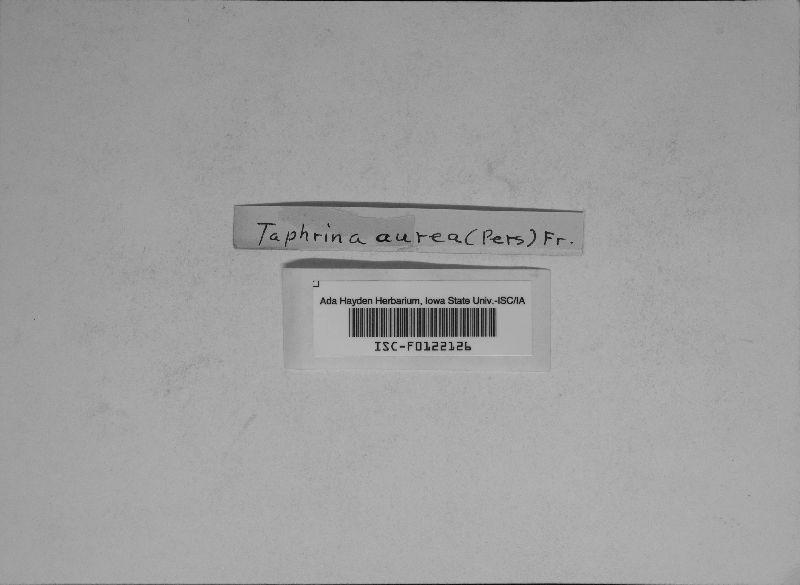 Taphrina aurea (Pers) Fr.
Ada Hayden Herbarium, Iowa State Univ.-ISC/IA
ISC-F0122126